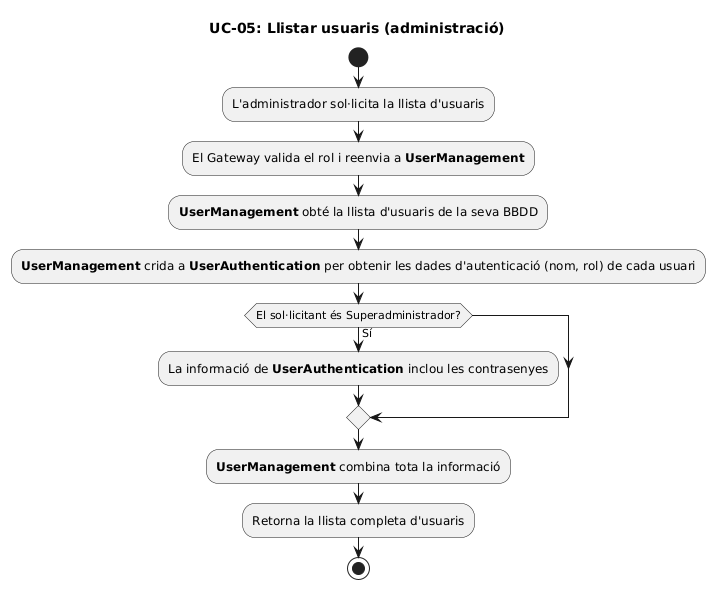 UC-05: Llistar usuaris (administració)
L'administrador sol·licita la llista d'usuaris
El Gateway valida el rol i reenvia a UserManagement
UserManagement obté la llista d'usuaris de la seva BBDD
UserManagement crida a UserAuthentication per obtenir les dades d'autenticació (nom, rol) de cada usuari
El sol·licitant és Superadministrador?
Sí
La informació de UserAuthentication inclou les contrasenyes
UserManagement combina tota la informació
Retorna la llista completa d'usuaris